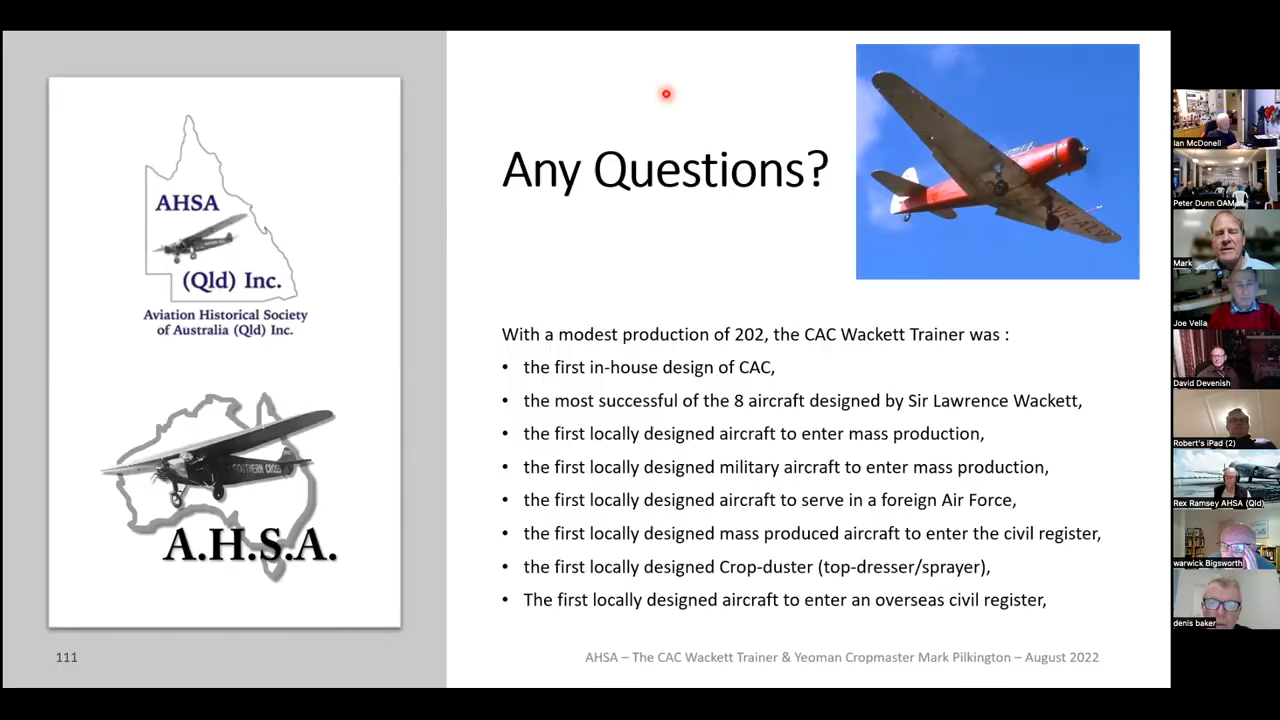 AHSA
(Qld) Inc.
Aviation Historical Society
of Australia (Qld) Inc.
SOUTHERN CROSS
A.H.S.A.
111
Any Questions?
VH-ALV
With a modest production of 202, the CAC Wackett Trainer was :
• the first in-house design of CAC,
• the most successful of the 8 aircraft designed by Sir Lawrence Wackett,
• the first locally designed aircraft to enter mass production,
• the first locally designed military aircraft to enter mass production,
• the first locally designed aircraft to serve in a foreign Air Force,
• the first locally designed mass produced aircraft to enter the civil register,
• the first locally designed Crop-duster (top-dresser/sprayer),
• The first locally designed aircraft to enter an overseas civil register,
AHSA – The CAC Wackett Trainer & Yeoman Cropmaster Mark Pilkington – August 2022
Ian McDonell
Peter Dunn OAM
Mark
Joe Vella
David Devenish
Robert's iPad (2)
Rex Ramsey AHSA (Qld)
warwick Bigsworth
denis baker